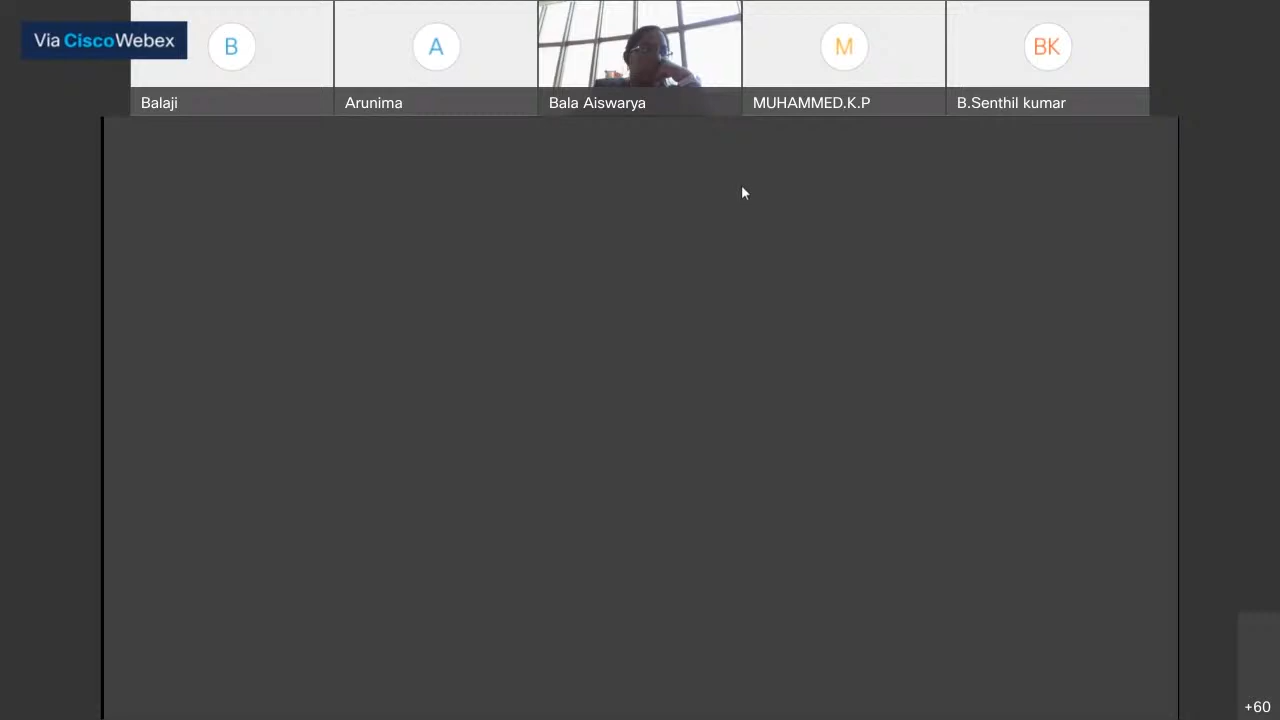 Via CiscoWebex
B
A
M
BK
Balaji
Arunima
Bala Aiswarya
MUHAMMED.K.P
B.Senthil kumar
+60